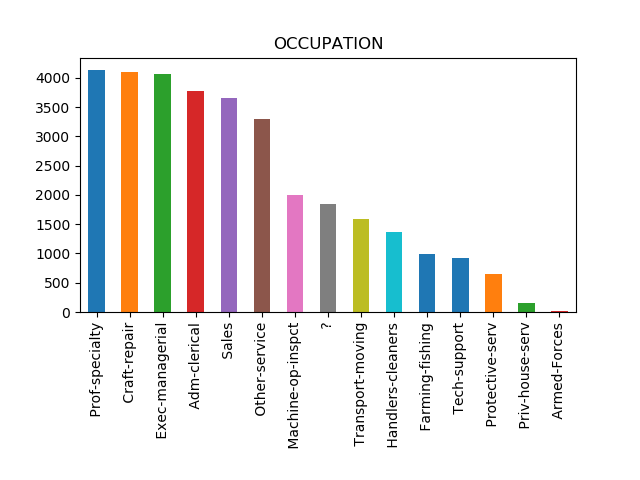 OCCUPATION
4000
3500
3000
2500
2000
1500
1000
500
0
Prof-specialty
Craft-repair
Exec-managerial
Adm-clerical
Sales
Other-service
Machine-op-inspct
?
Transport-moving
Handlers-cleaners
Farming-fishing
Tech-support
Protective-serv
Priv-house-serv
Armed-Forces